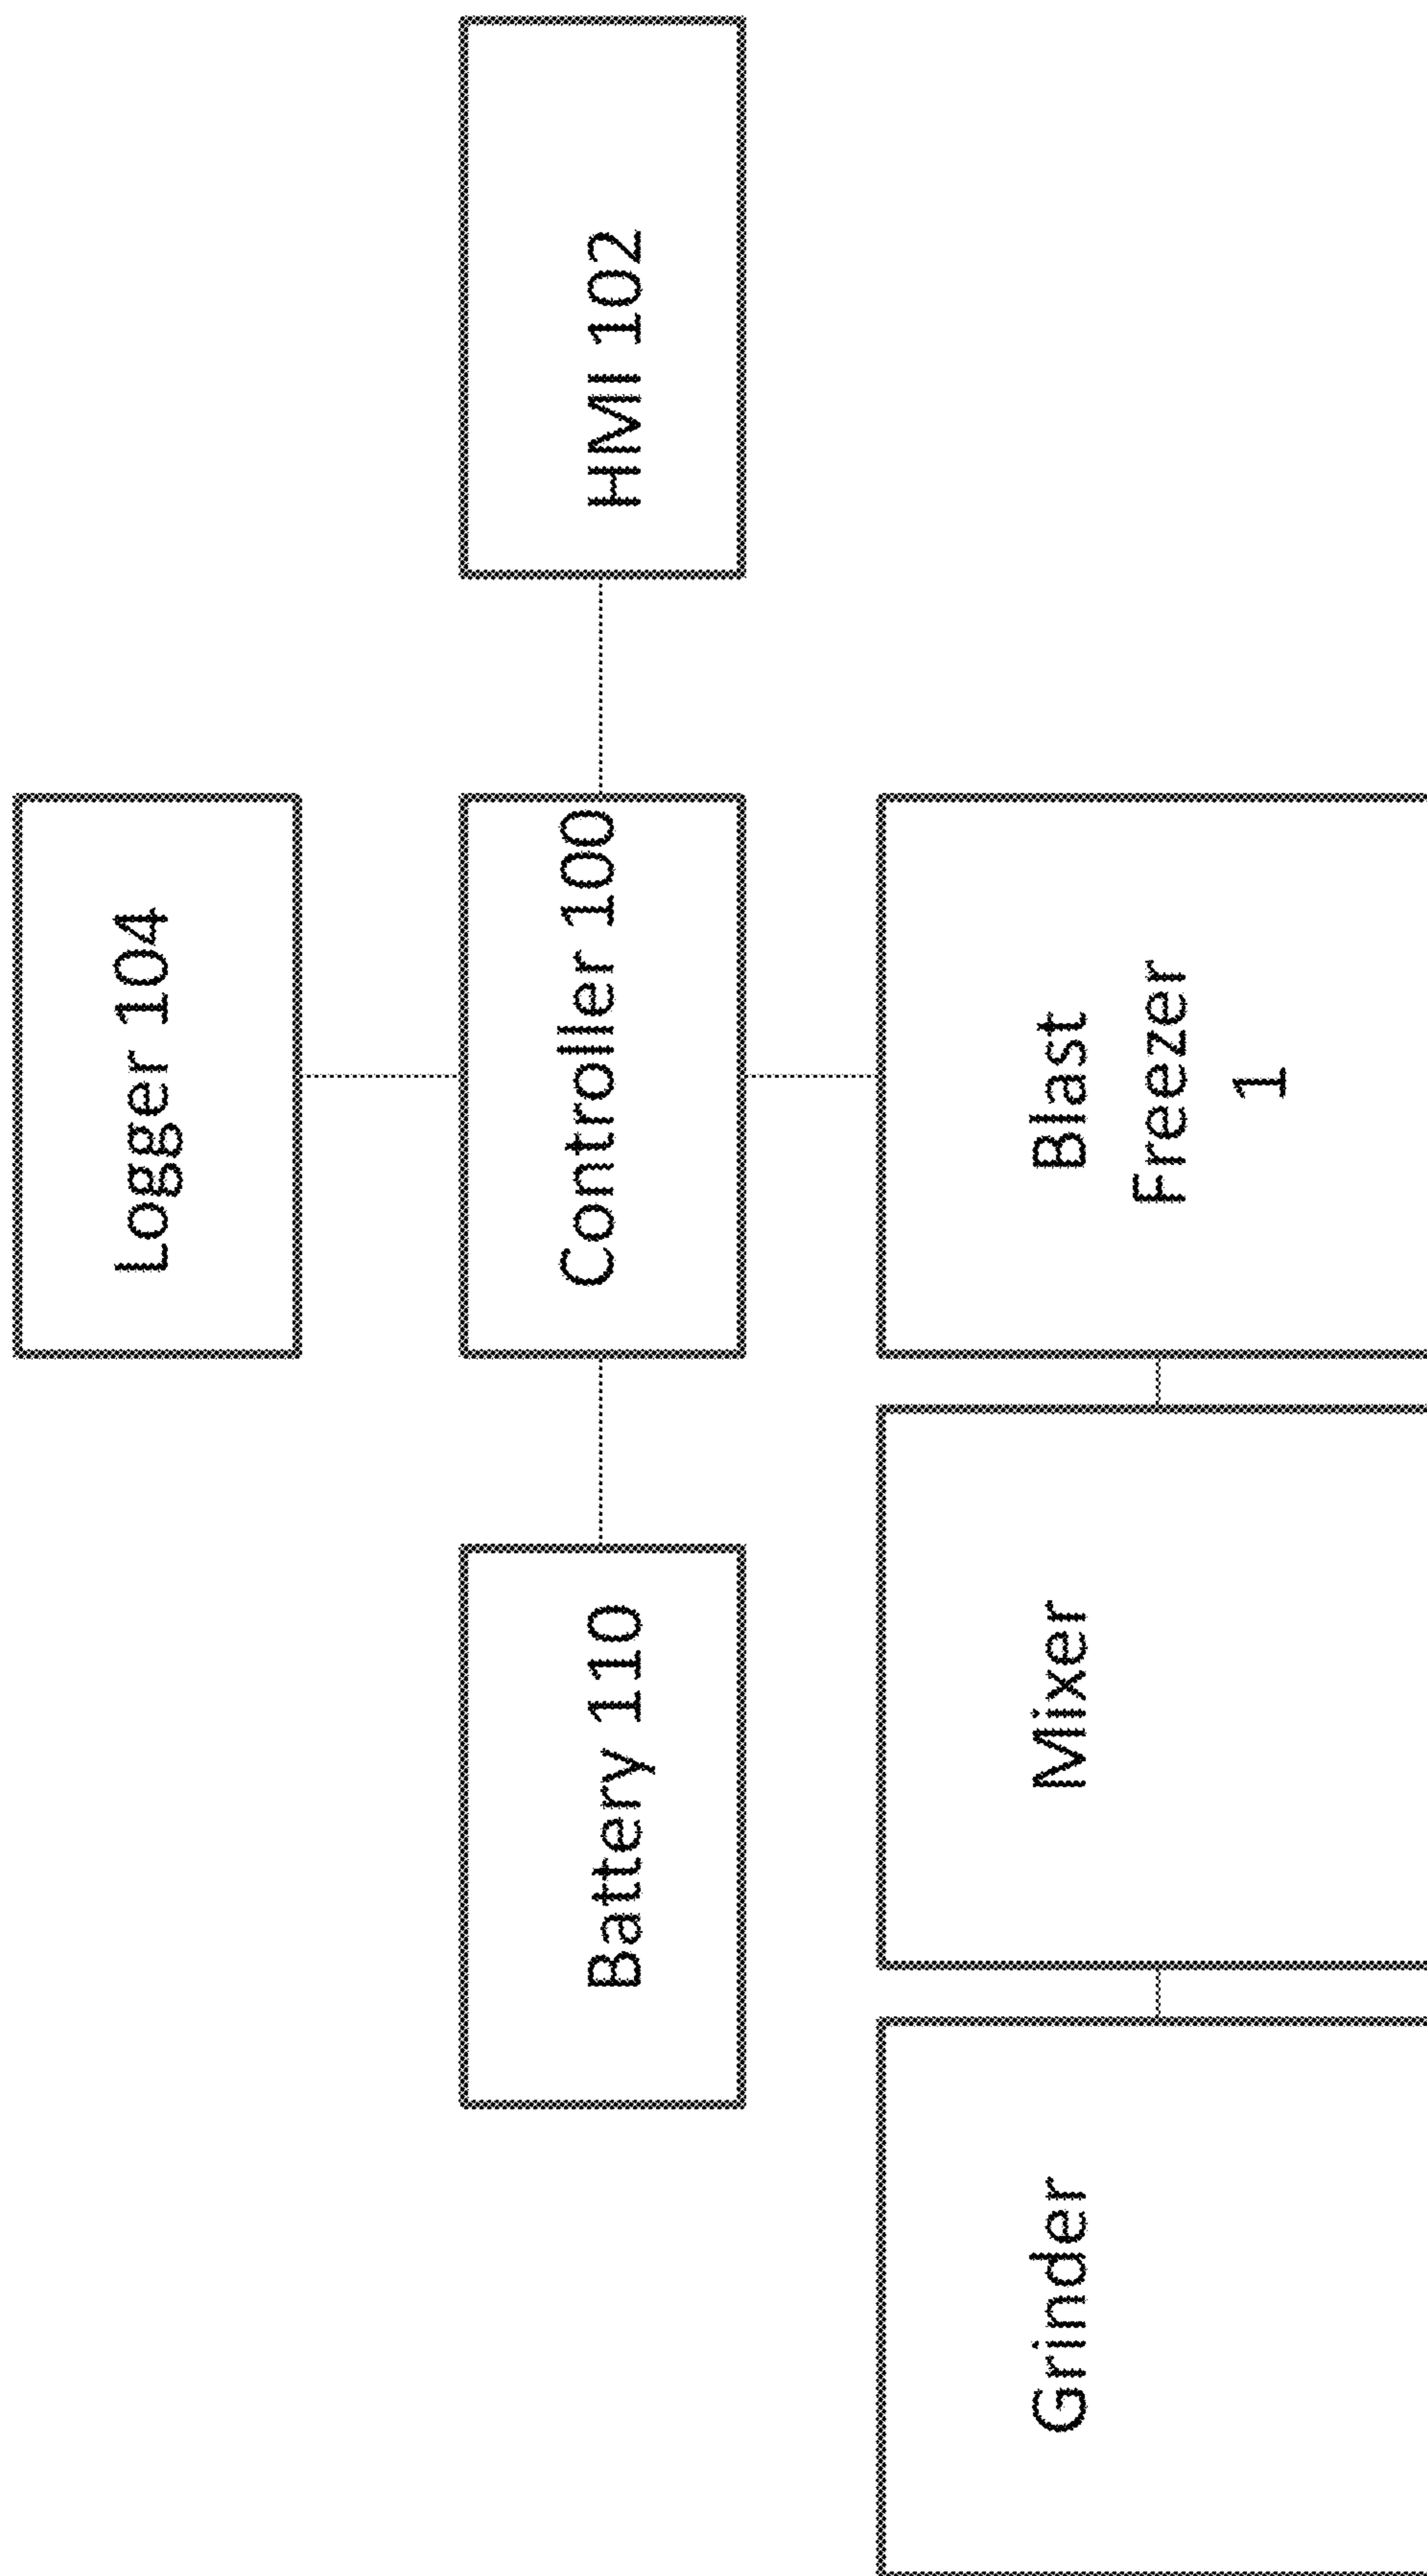 Logger 104
Battery 110
Controller 100
HMI 102
Grinder
Mixer
Blast
Freezer
1